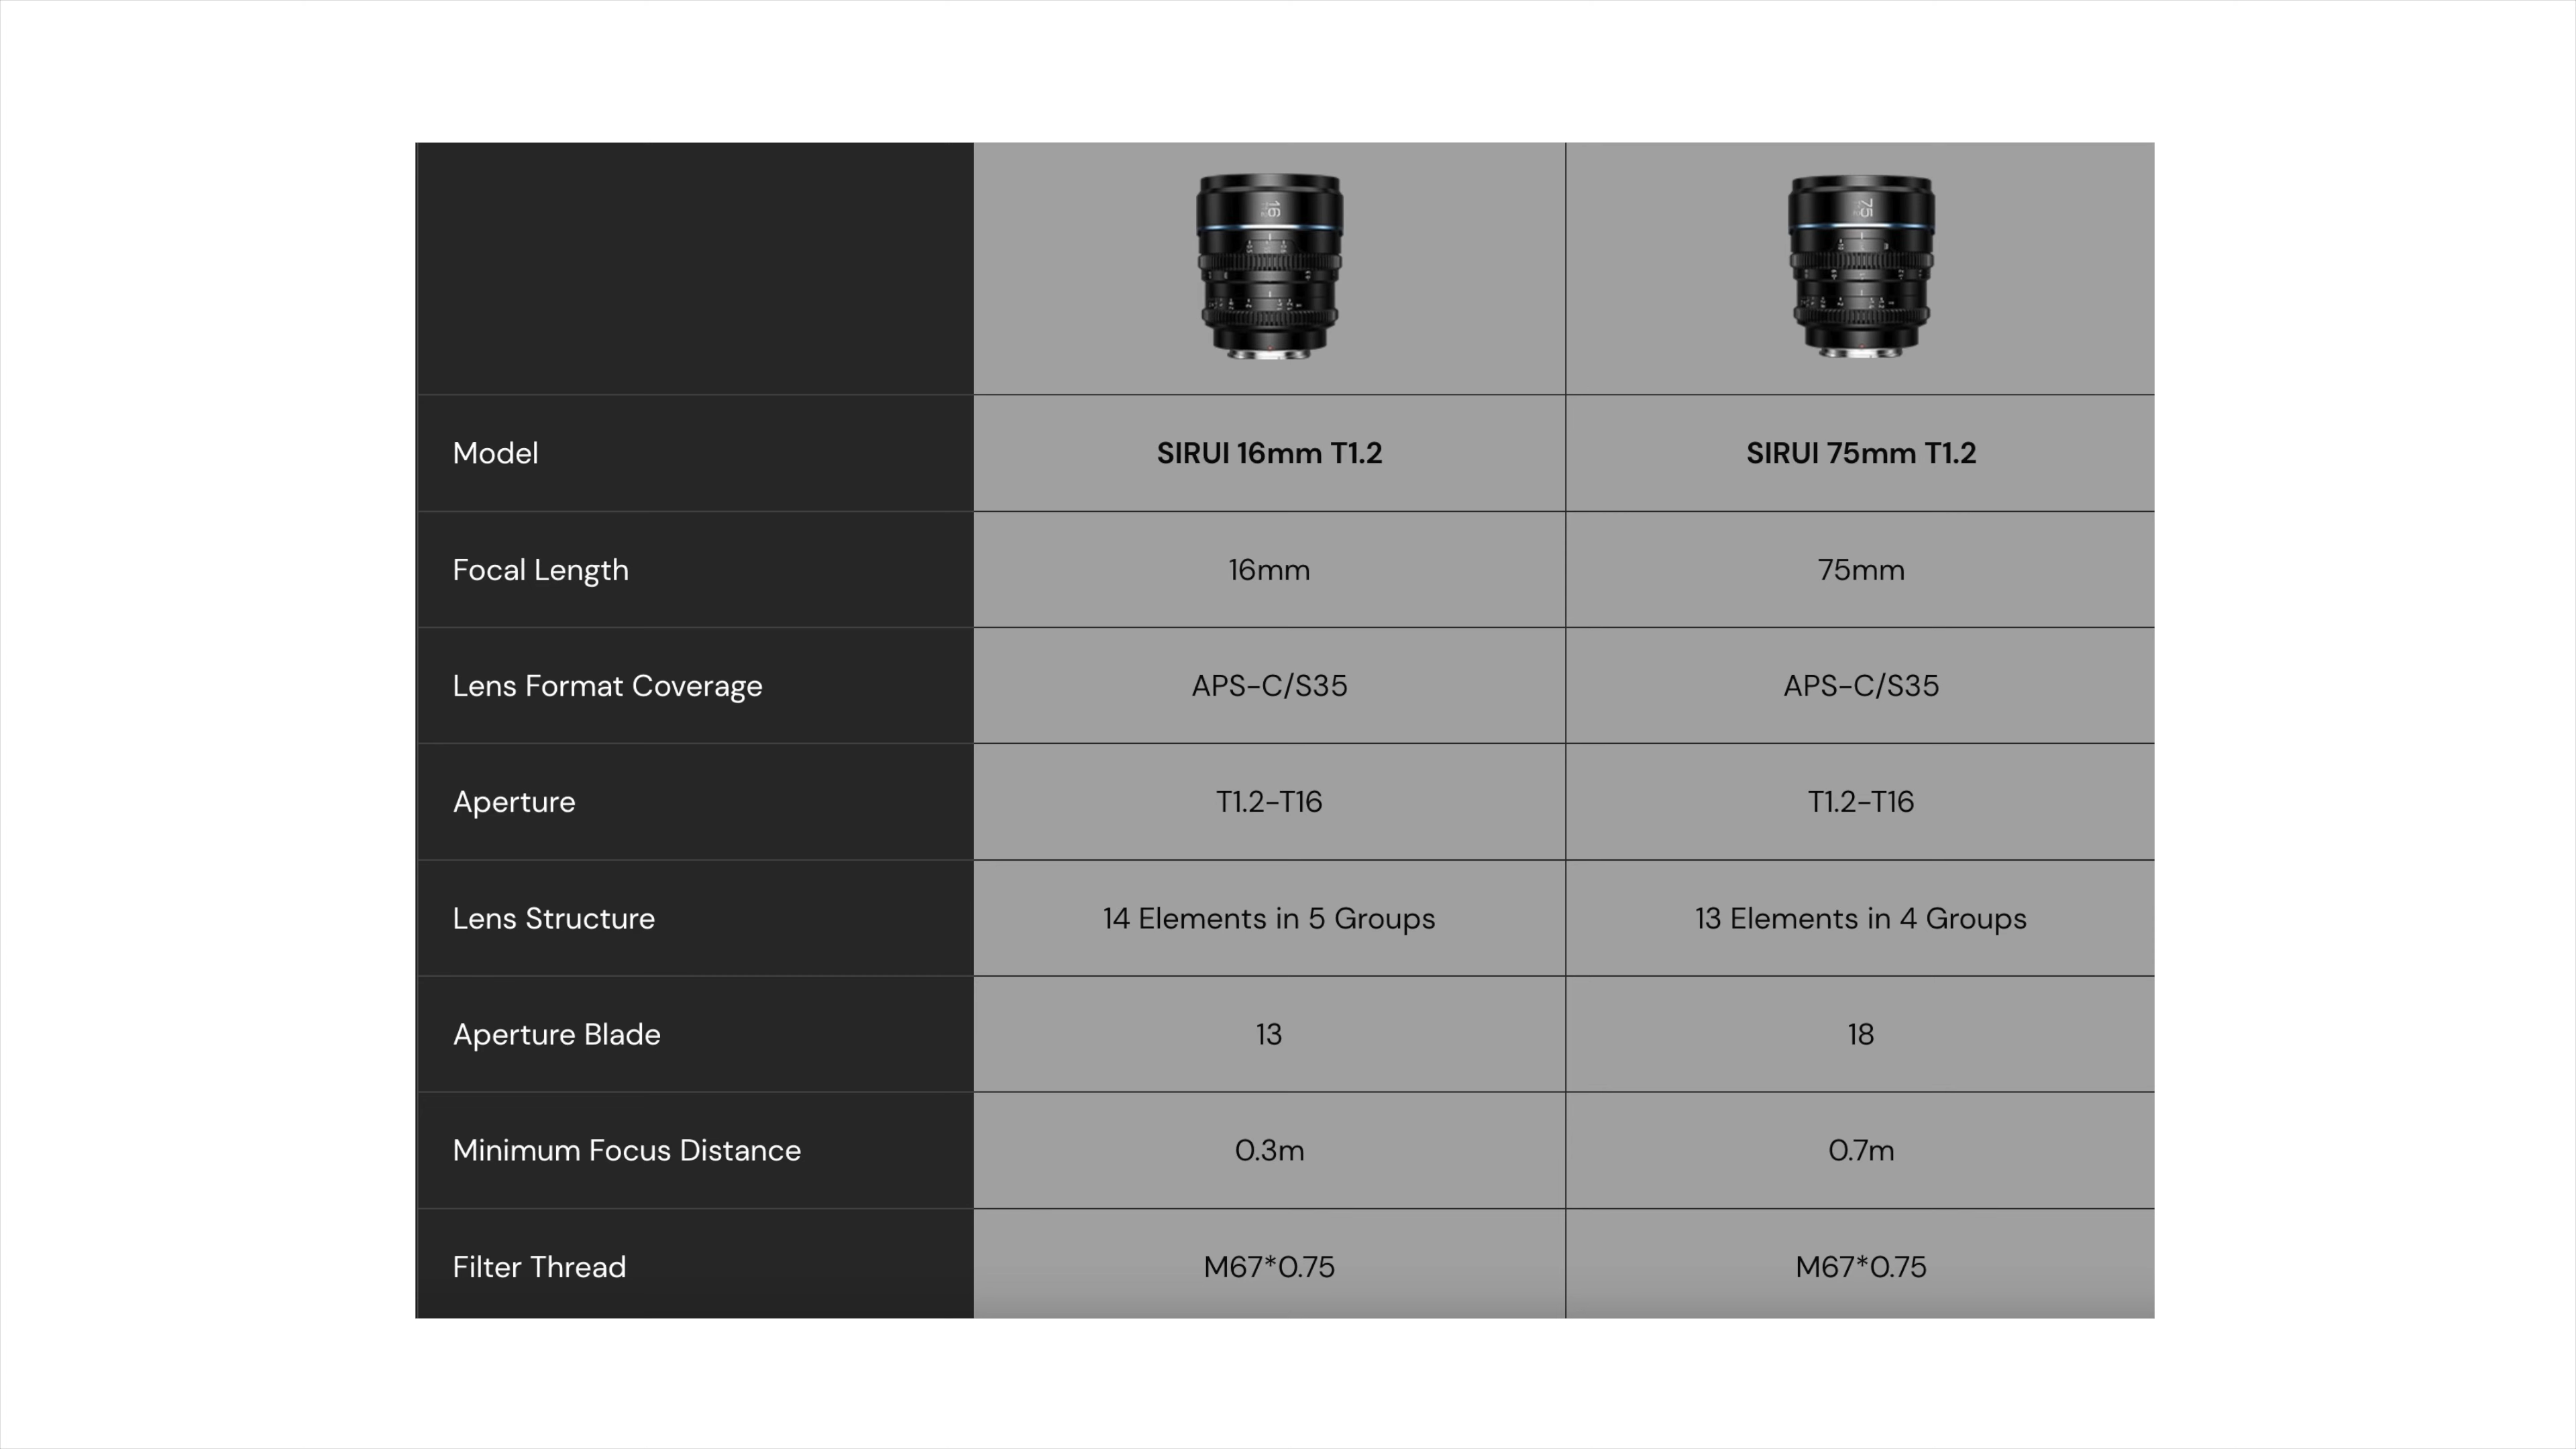 16
75
Model SIRUI 16mm T1.2 SIRUI 75mm T1.2
Focal Length 16mm 75mm
Lens Format Coverage APS-C/S35 APS-C/S35
Aperture T1.2-T16 T1.2-T16
Lens Structure 14 Elements in 5 Groups 13 Elements in 4 Groups
Aperture Blade 13 18
Minimum Focus Distance 0.3m 0.7m
Filter Thread M67*0.75 M67*0.75